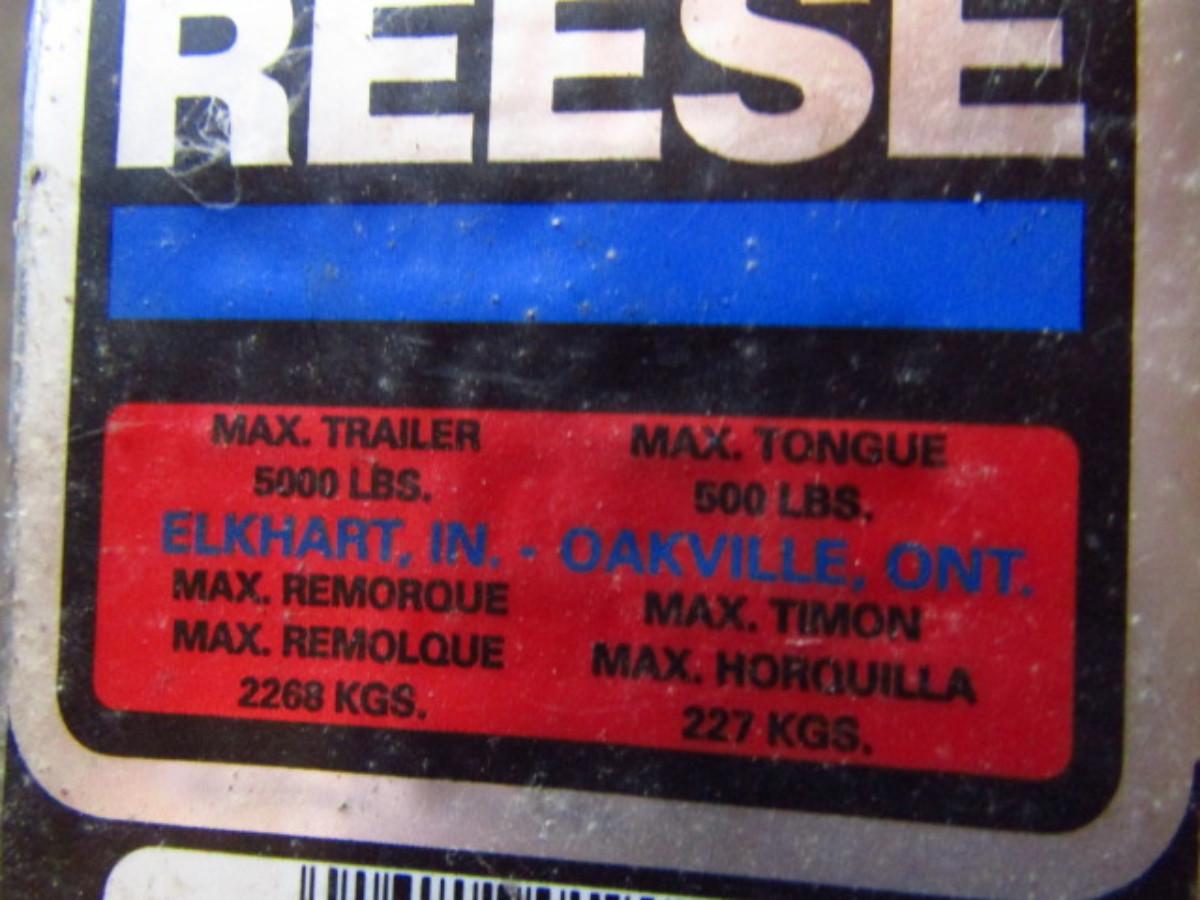 REESE
MAX. TRAILER
5000 LBS.
MAX. TONGUE
500 LBS.
ELKHART, IN. - OAKVILLE, ONT.
MAX. REMORQUE
MAX. REMOLQUE
2268 KGS.
MAX. TIMON
MAX. HORQUILLA
227 KGS.